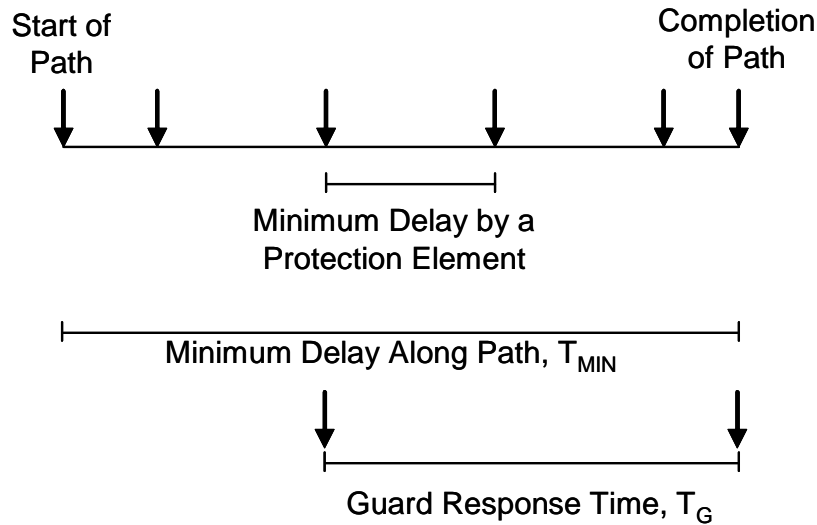 Start of
Path
Completion
of Path
Minimum Delay by a
Protection Element
Minimum Delay Along Path, TMIN
Guard Response Time, TG